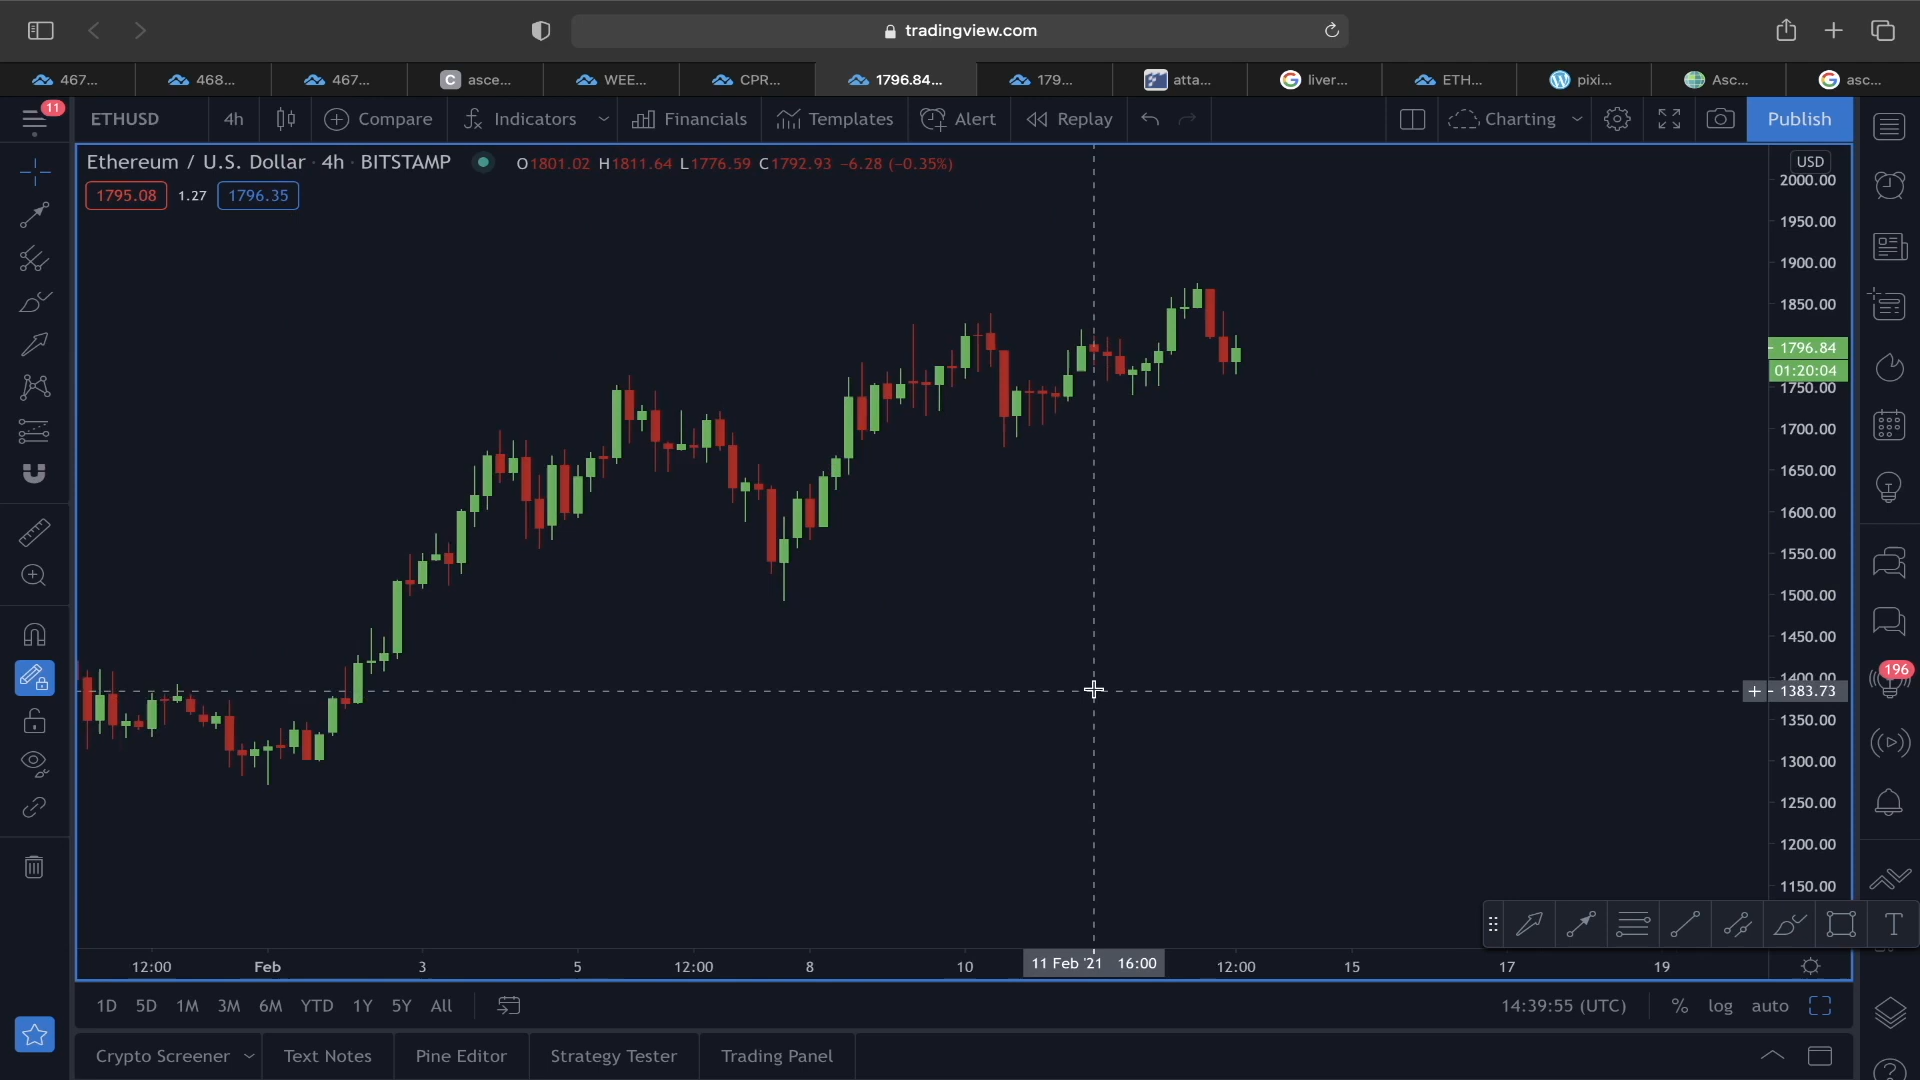 tradingview.com
467...
468...
467...
C asce...
WEE...
CPR...
1796.84...
179...
atta...
liver...
ETH...
pixi...
Asc...
asc...
11
ETHUSD
4h
Compare
Indicators
Financials
Templates
Alert
Replay
Charting
Publish
Ethereum / U.S. Dollar · 4h · BITSTAMP
O1801.02 H1811.64 L1776.59 C1792.93 −6.28 (−0.35%)
1795.08 1.27 1796.35
USD
2000.00
1950.00
1900.00
1850.00
1796.84
01:20:04
1750.00
1700.00
1650.00
1600.00
1550.00
1500.00
1450.00
1400.00
1383.73
1350.00
1300.00
1250.00
1200.00
1150.00
196
T
12:00 Feb 3 5 12:00 8 10 11 Feb '21 16:00 12:00 15 17 19
1D 5D 1M 3M 6M YTD 1Y 5Y All
14:39:55 (UTC) % log auto
Crypto Screener Text Notes Pine Editor Strategy Tester Trading Panel